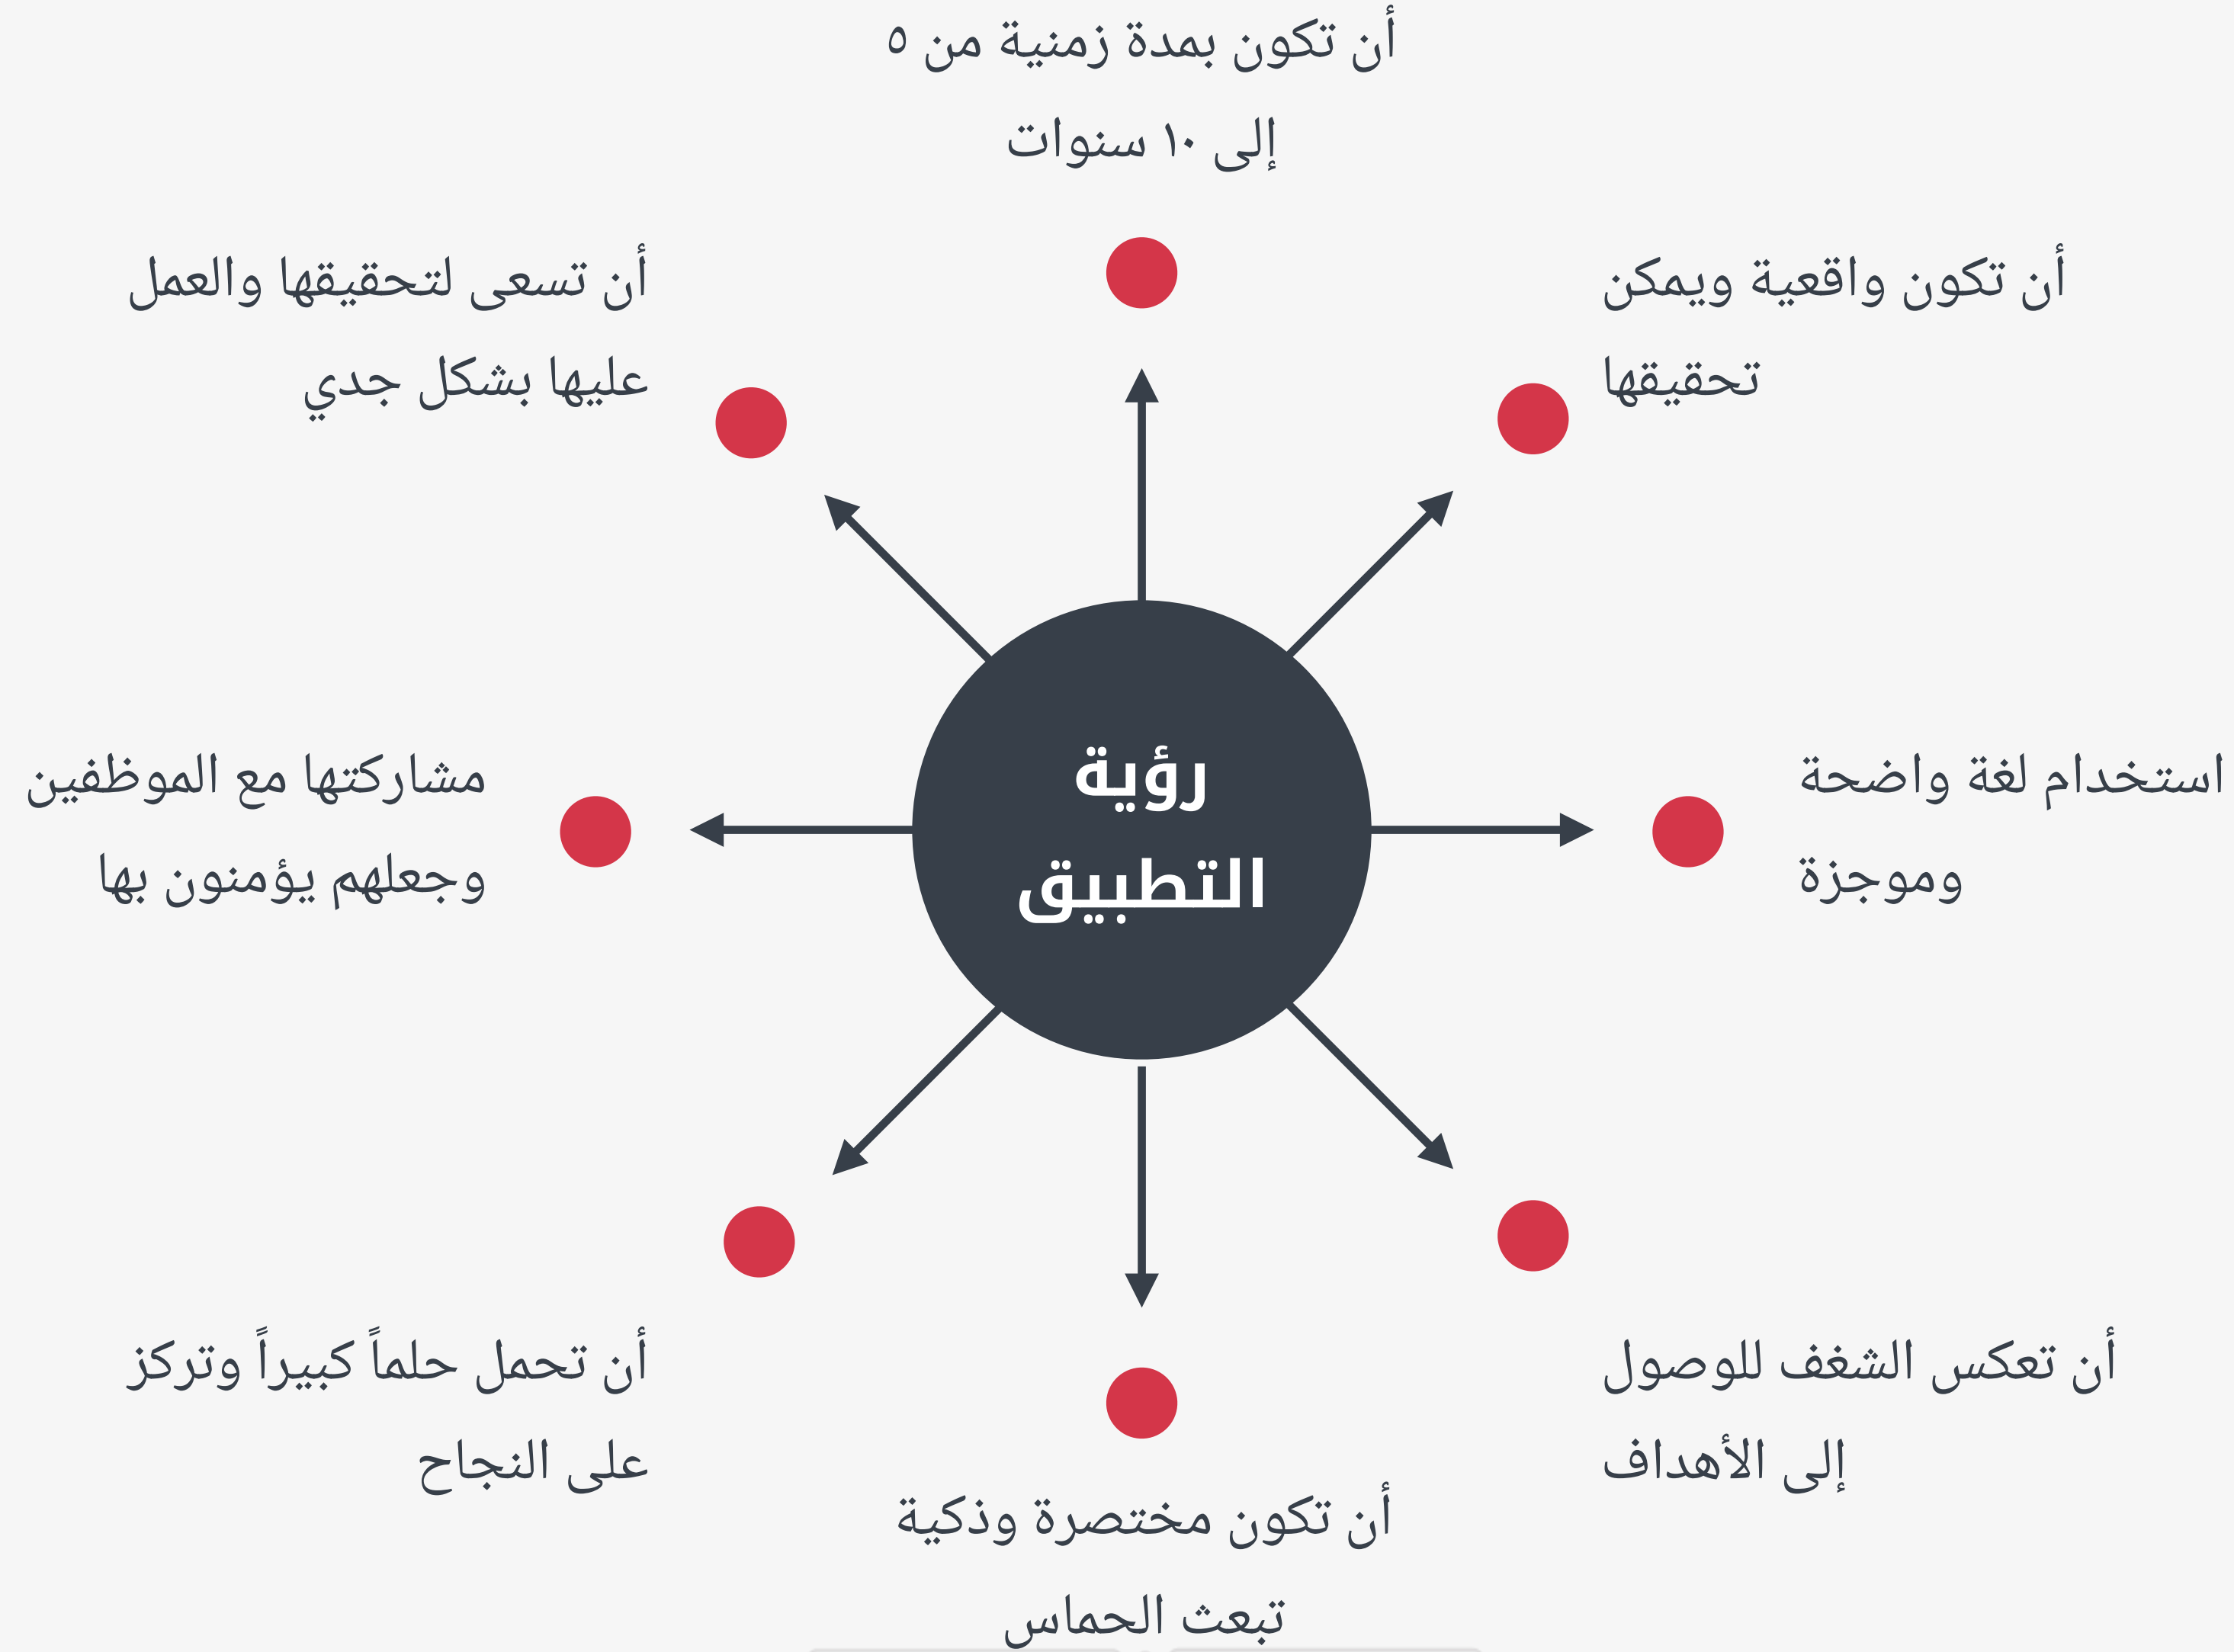 أن تكون بمدة زمنية من ٥
إلى ١٠ سنوات
أن تكون واقعية ويمكن
تحقيقها
استخدام لغة واضحة
وموجزة
أن تعكس الشغف للوصول
إلى الأهداف
أن تكون مختصرة وذكية
تبعث الحماس
أن تحمل حلماً كبيراً وتركز
على النجاح
مشاركتها مع الموظفين
وجعلهم يؤمنون بها
أن تسعى لتحقيقها والعمل
عليها بشكل جدي
رؤية
التطبيق